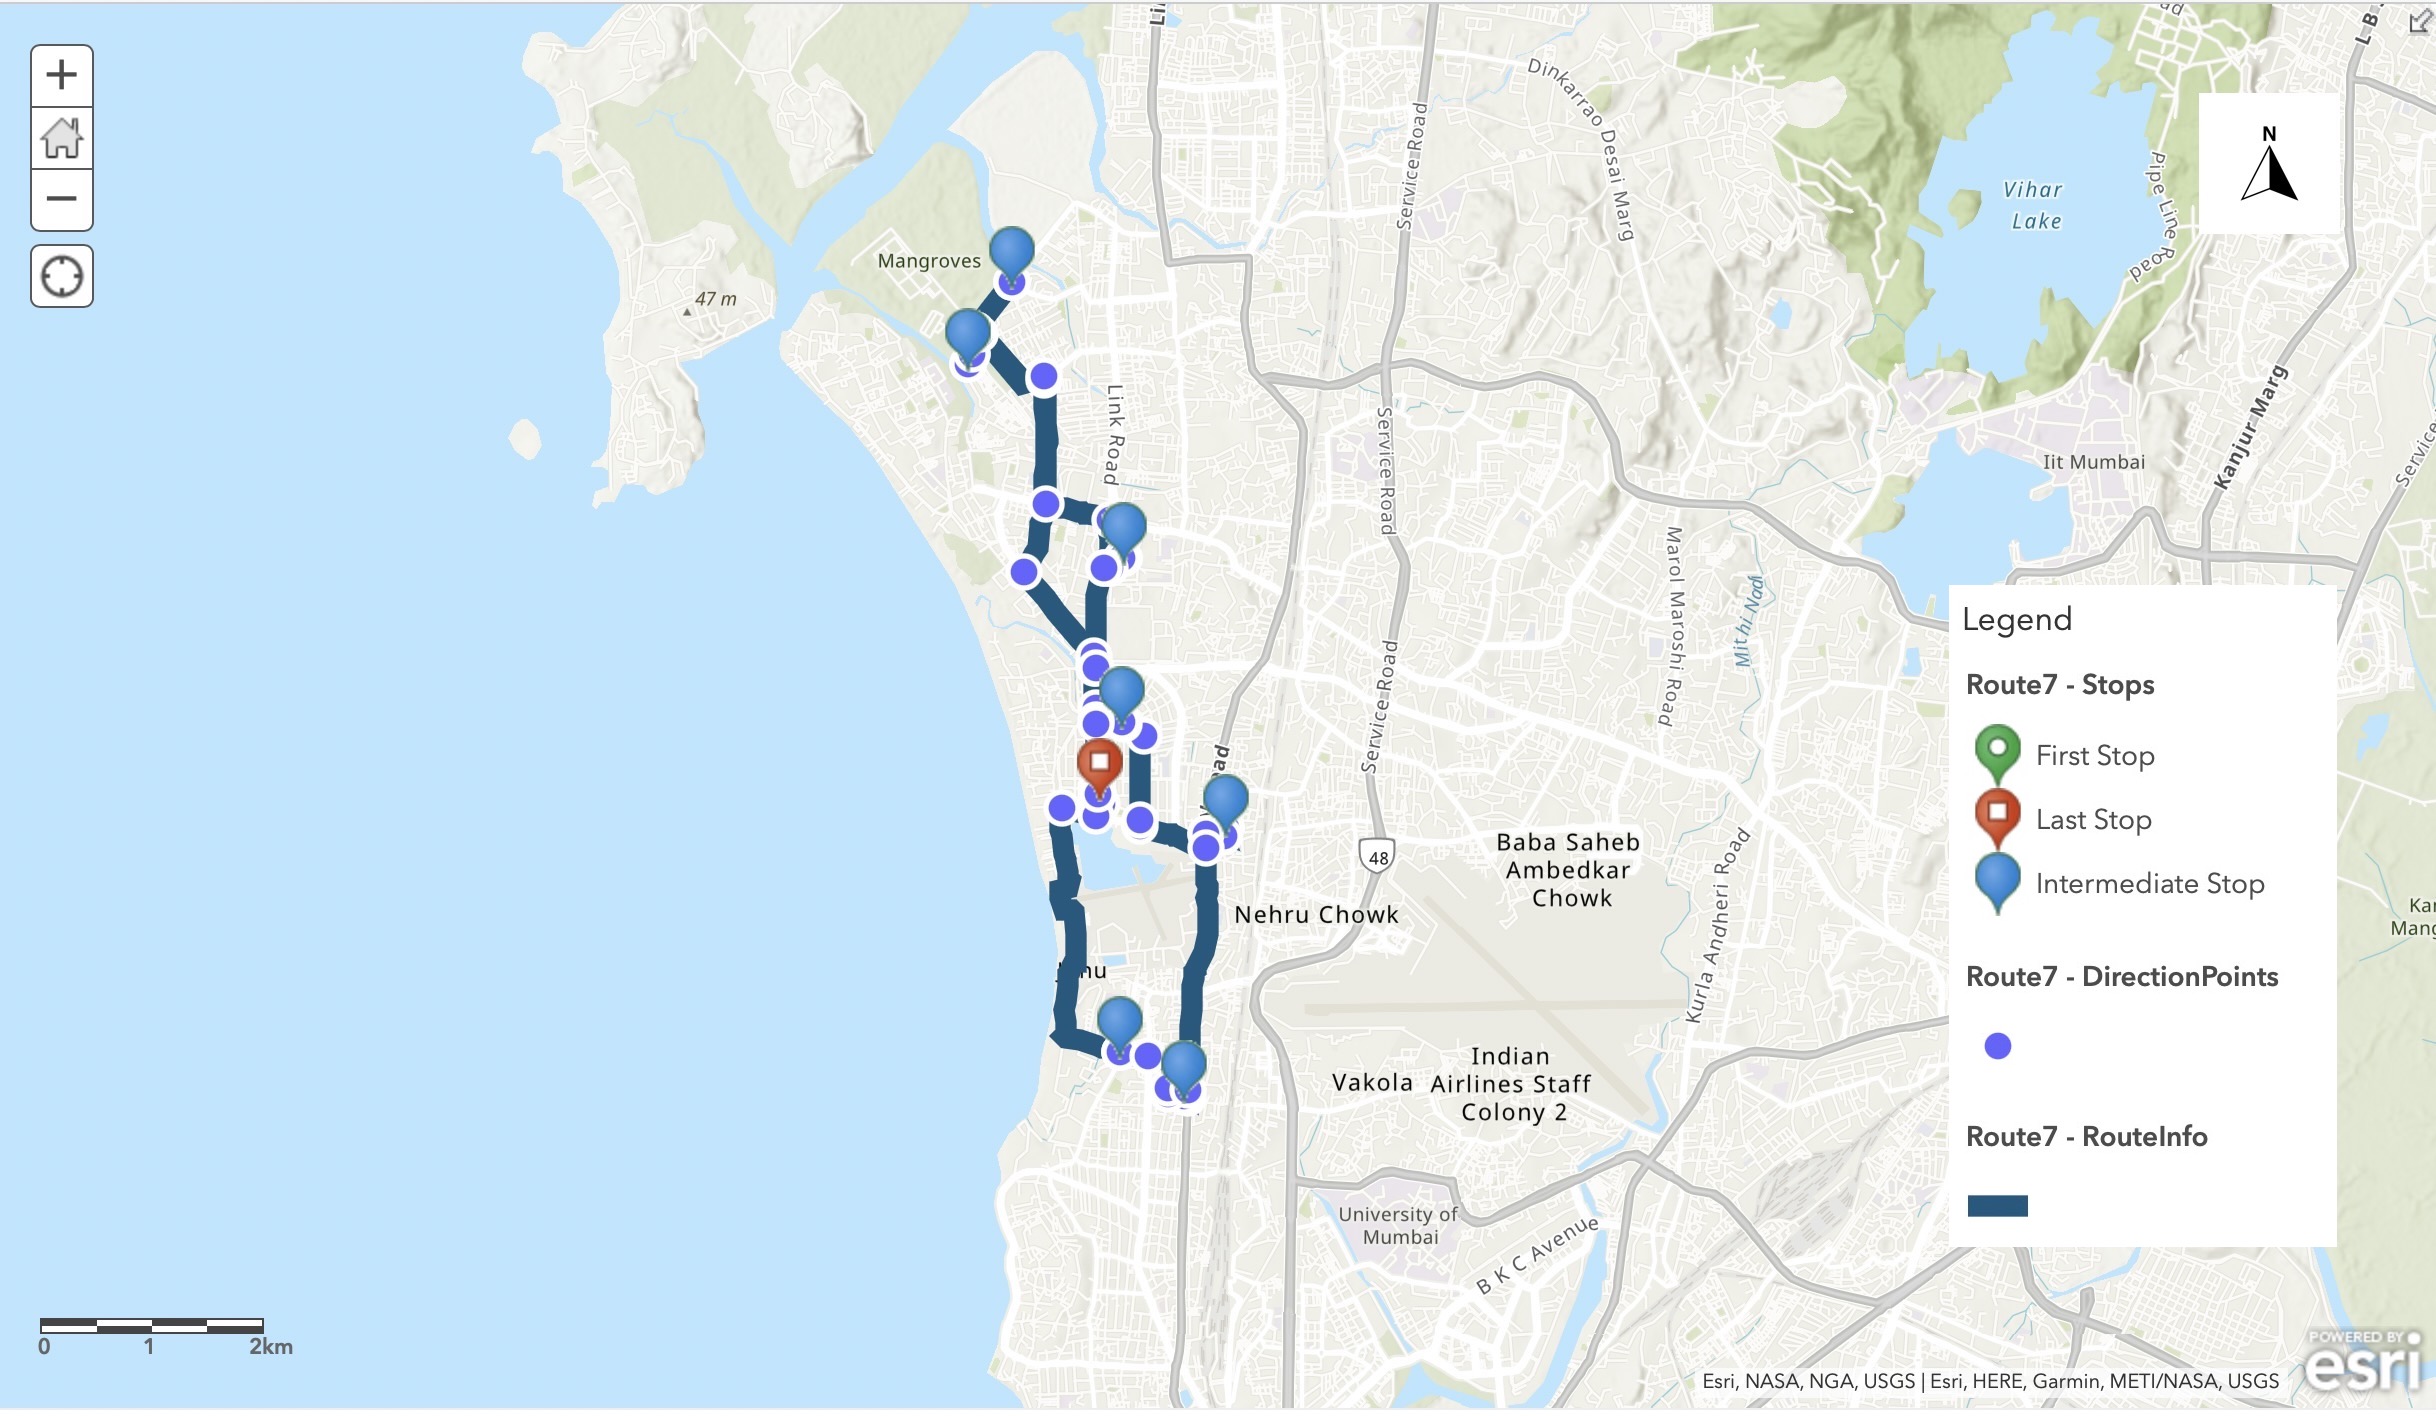 L B
Dinkarrao Desai Marg
Service Road
Pipe Line Road
N
Vihar
Lake
Mangroves
47 m
Link Road
Service Road
Kanjur Marg
Service
Iit Mumbai
Marol Maroshi Road
Mithi Nadi
Service Road
Legend
Route7 - Stops
First Stop
Last Stop
Intermediate Stop
Route7 - DirectionPoints
Route7 - RouteInfo
48
Baba Saheb
Ambedkar
Chowk
Kurla Andheri Road
Nehru Chowk
Indian
Airlines Staff
Colony 2
Vakola
University of
Mumbai
B K C Avenue
0 1 2km
POWERED BY
esri
Esri, NASA, NGA, USGS | Esri, HERE, Garmin, METI/NASA, USGS